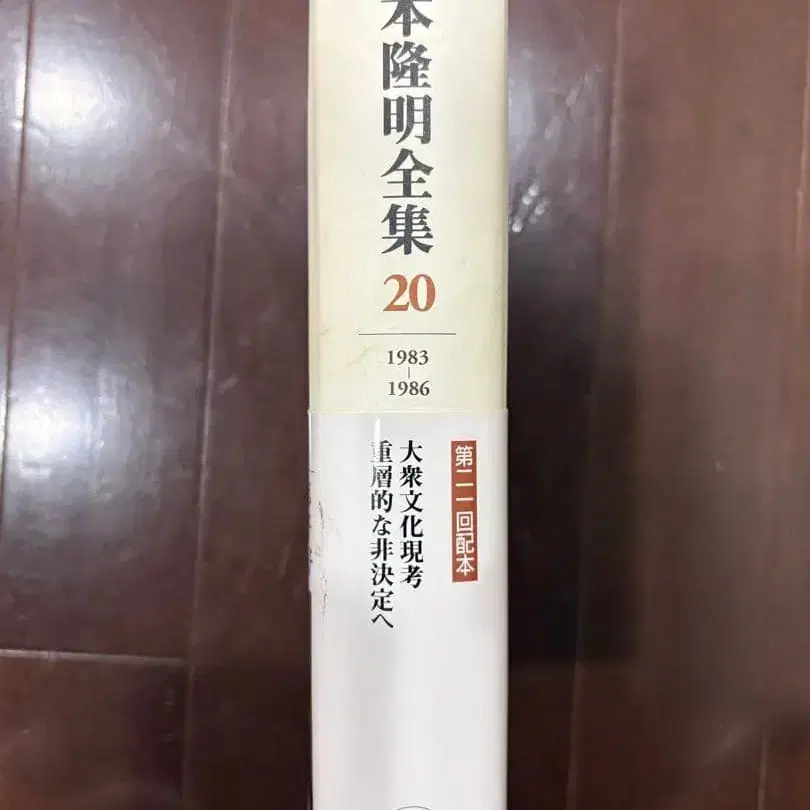 本隆明全集
20
1983
–
1986
第二一回配本
大衆文化現考
重層的な非決定へ